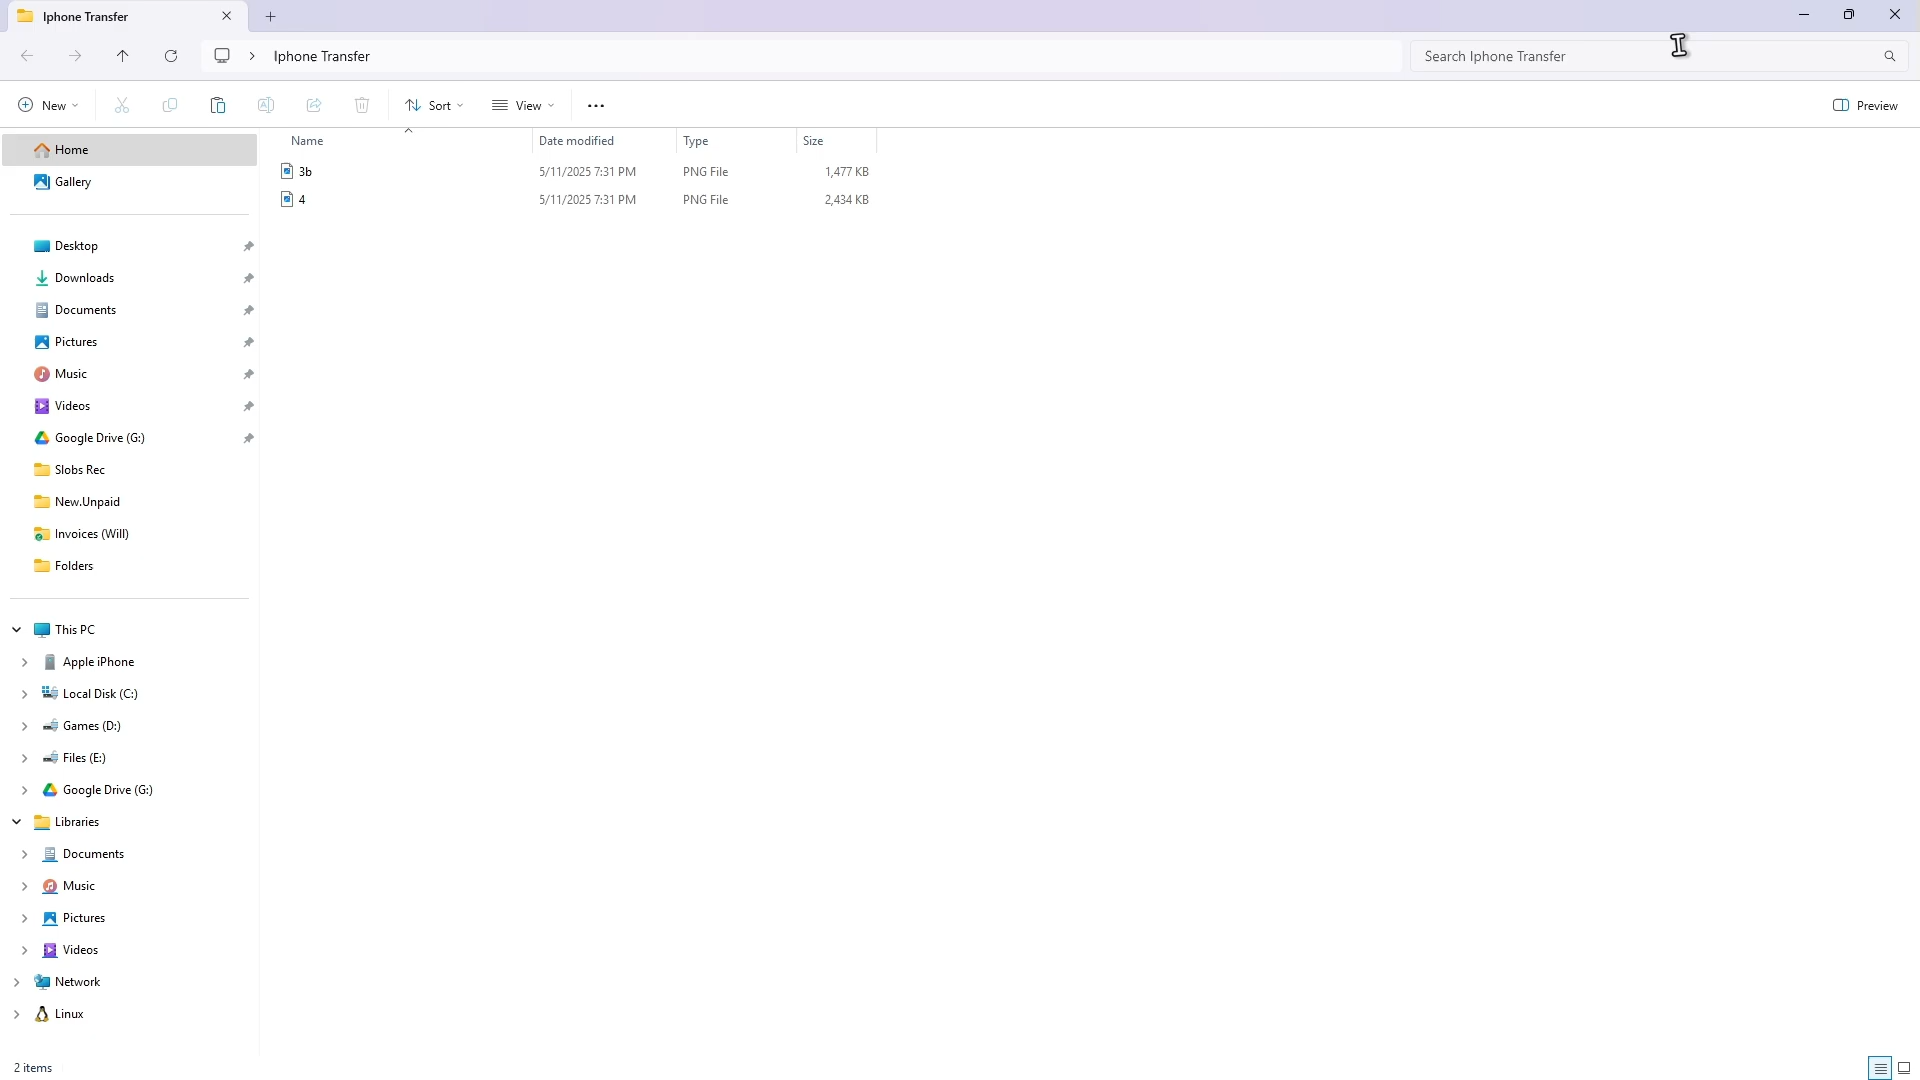 Iphone Transfer
Iphone Transfer
Search Iphone Transfer
New
Sort
View
Preview
Name Date modified Type Size
3b 5/11/2025 7:31 PM PNG File 1,477 KB
4 5/11/2025 7:31 PM PNG File 2,434 KB
Home
Gallery
Desktop
Downloads
Documents
Pictures
Music
Videos
Google Drive (G:)
Slobs Rec
New.Unpaid
Invoices (Will)
Folders
This PC
Apple iPhone
Local Disk (C:)
Games (D:)
Files (E:)
Google Drive (G:)
Libraries
Documents
Music
Pictures
Videos
Network
Linux
2 items